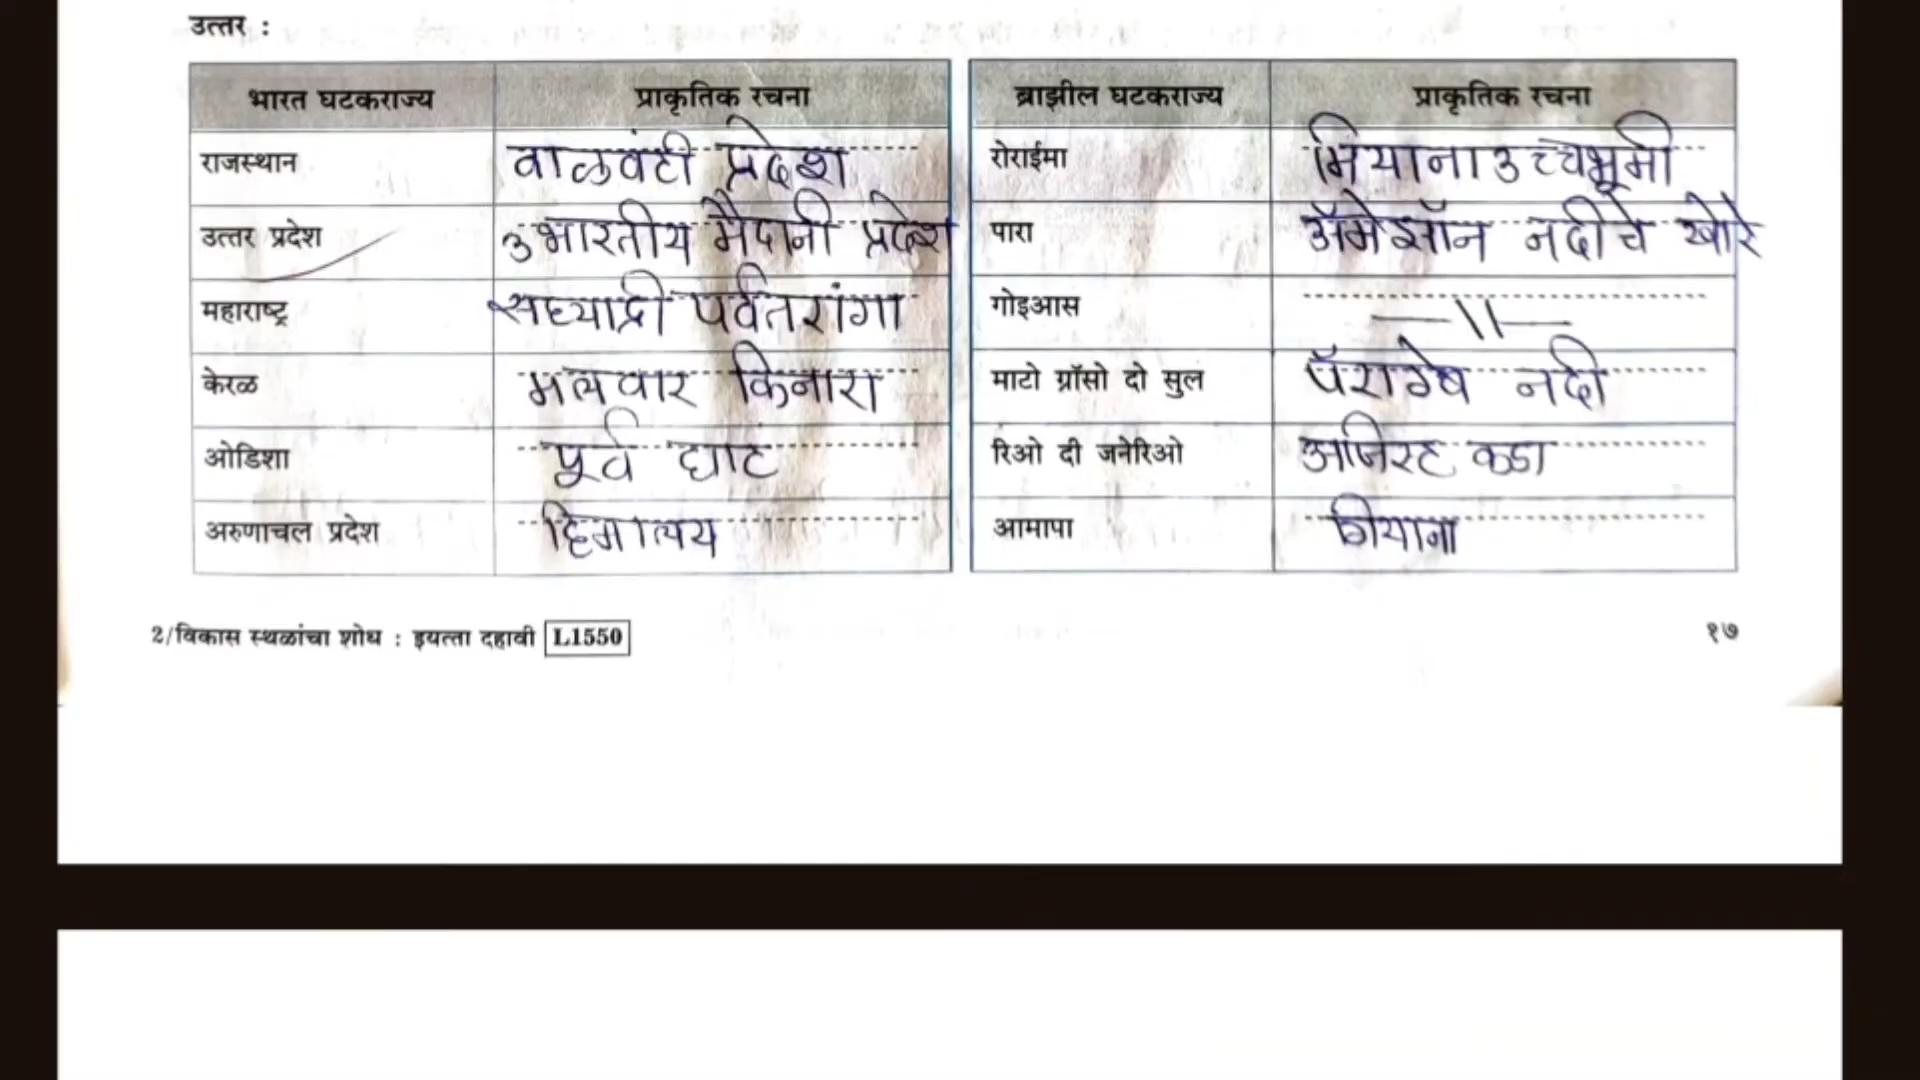 उत्तर :
भारत घटकराज्य प्राकृतिक रचना ब्राझील घटकराज्य प्राकृतिक रचना
राजस्थान वाळवंटी प्रदेश रोराईमा मियाना उच्चभूमी
उत्तर प्रदेश उ भारतीय मैदानी प्रदेश पारा ॲमेझॉन नदीचे खोरे
महाराष्ट्र सह्याद्री पर्वतरांगा गोइआस —\\—
केरळ मलबार किनारा माटो ग्रॉसो दो सुल नदी
ओडिशा पूर्व घाट रिओ दी जनेरिओ अजिस्ट कडा
अरुणाचल प्रदेश हिमालय आमापा गियाना
2/विकास स्थळांचा शोध : इयत्ता दहावी L1550 १७